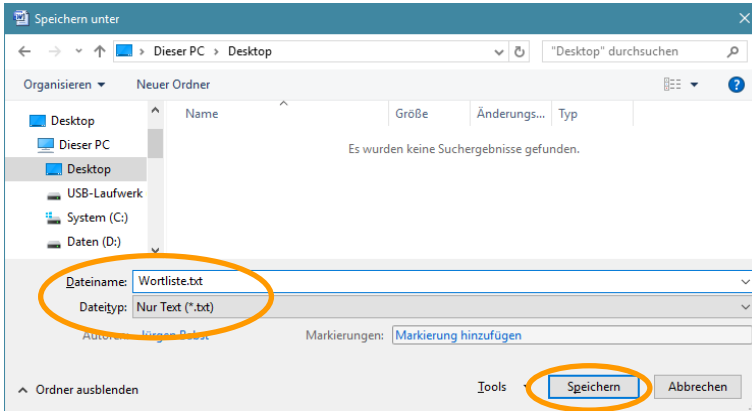 Speichern unter
Dieser PC > Desktop "Desktop" durchsuchen
Organisieren Neuer Ordner
Name Größe Änderungs... Typ
Es wurden keine Suchergebnisse gefunden.
Desktop
Dieser PC
Desktop
USB-Laufwerk
System (C:)
Daten (D:)
Dateiname: Wortliste.txt
Dateityp: Nur Text (*.txt)
Autoren: Jürgen Markierungen: Markierung hinzufügen
Ordner ausblenden Tools Speichern Abbrechen